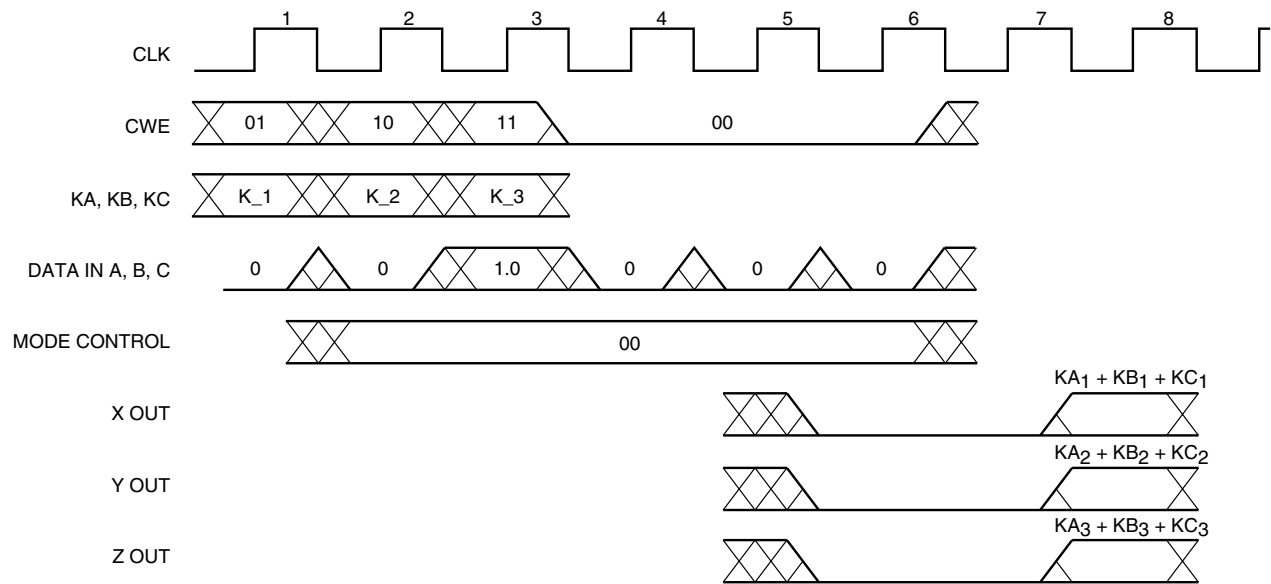 1 2 3 4 5 6 7 8
CLK
CWE 01 10 11 00
KA, KB, KC K_1 K_2 K_3
DATA IN A, B, C 0 0 1.0 0 0 0
MODE CONTROL 00
KA1 + KB1 + KC1
X OUT
KA2 + KB2 + KC2
Y OUT
KA3 + KB3 + KC3
Z OUT